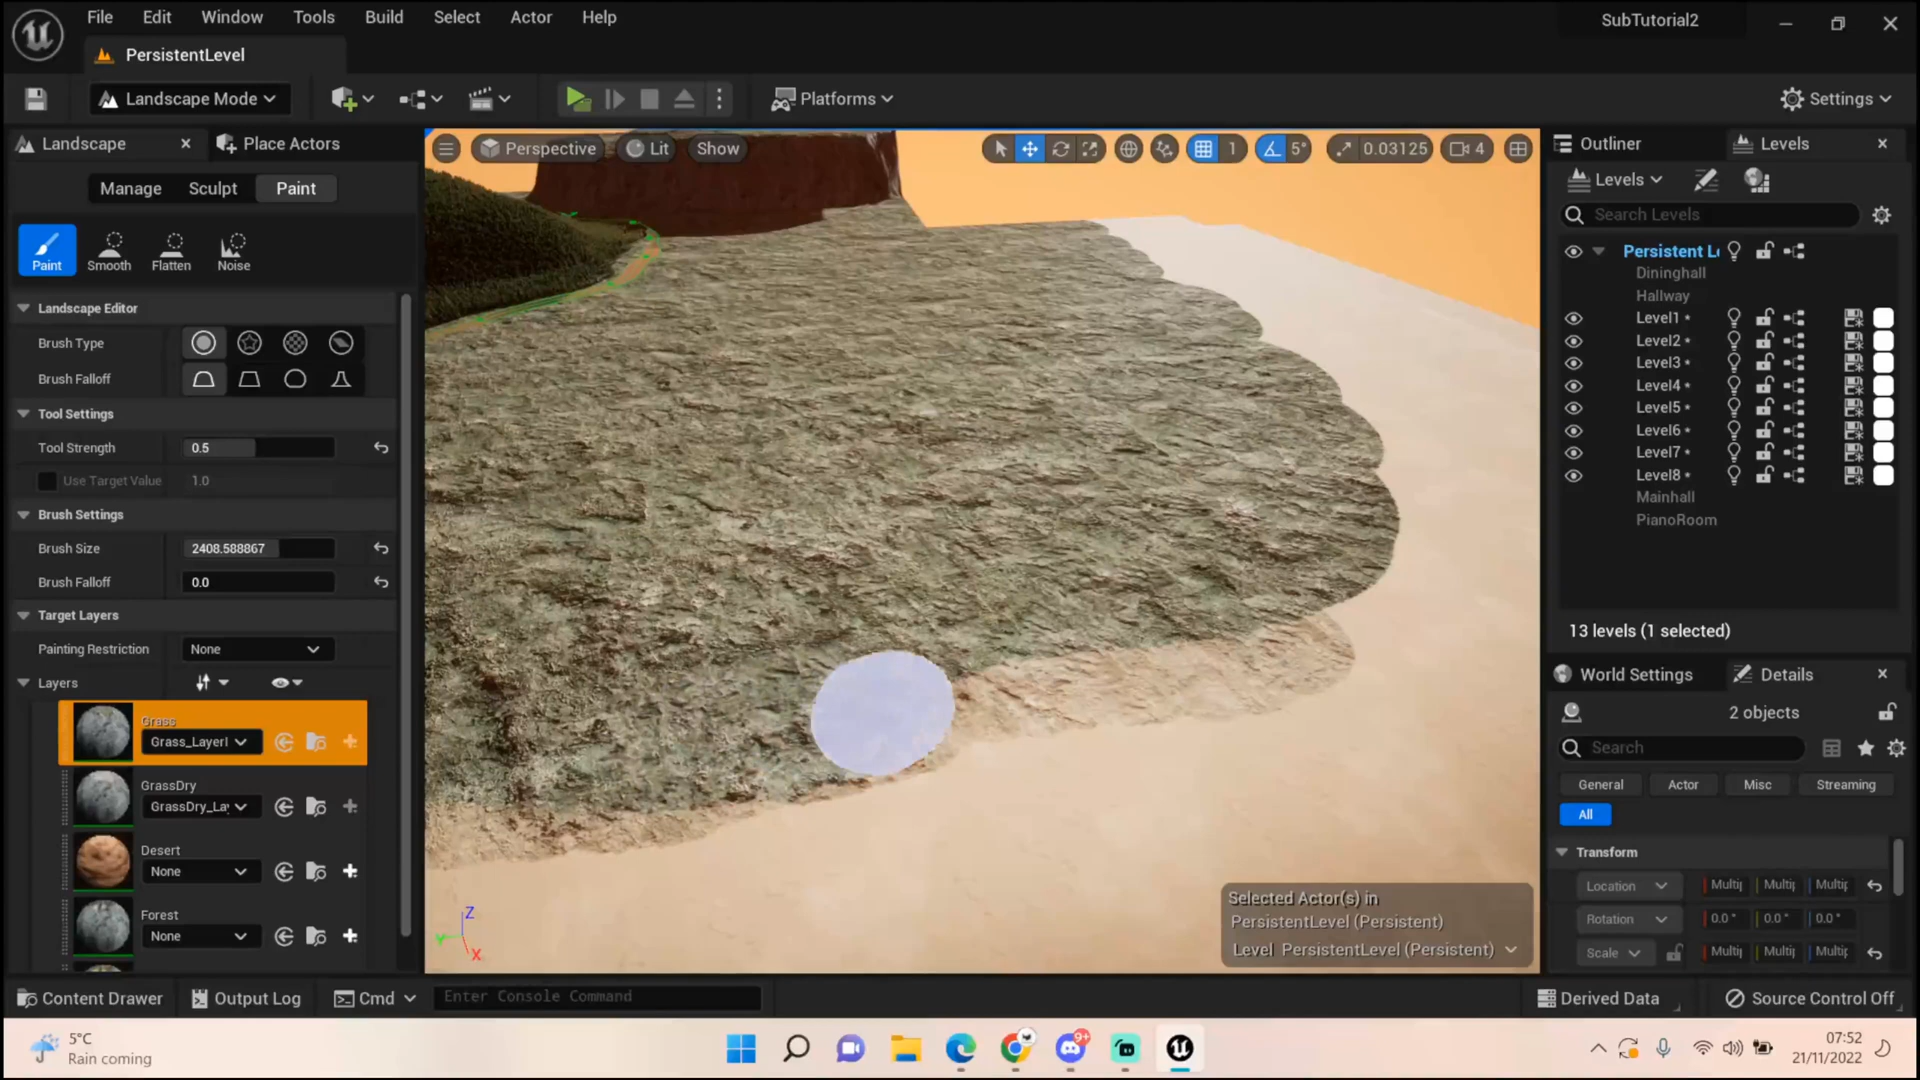 File Edit Window Tools Build Select Actor Help
SubTutorial2
PersistentLevel
Landscape Mode
Platforms
Settings
Landscape
Place Actors
Manage Sculpt Paint
Paint Smooth Flatten Noise
Landscape Editor
Brush Type
Brush Falloff
Tool Settings
Tool Strength 0.5
Use Target Value 1.0
Brush Settings
Brush Size 2408.588867
Brush Falloff 0.0
Target Layers
Painting Restriction None
Layers
Grass
Grass_LayerI
GrassDry
GrassDry_La
Desert
None
Forest
None
Perspective Lit Show
1 5° 0.03125 4
Z
Y
X
Selected Actor(s) in
PersistentLevel (Persistent)
Level PersistentLevel (Persistent)
Outliner Levels
Levels
Search Levels
Persistent L
Dininghall
Hallway
Level1 *
Level2 *
Level3 *
Level4 *
Level5 *
Level6 *
Level7 *
Level8 *
Mainhall
PianoRoom
13 levels (1 selected)
World Settings Details
2 objects
Search
General Actor Misc Streaming
All
Transform
Location Multip Multip Multip
Rotation 0.0 ° 0.0 ° 0.0 °
Scale Multip Multip Multip
Content Drawer Output Log Cmd Enter Console Command
Derived Data Source Control Off
5°C
Rain coming
9+
07:52
21/11/2022